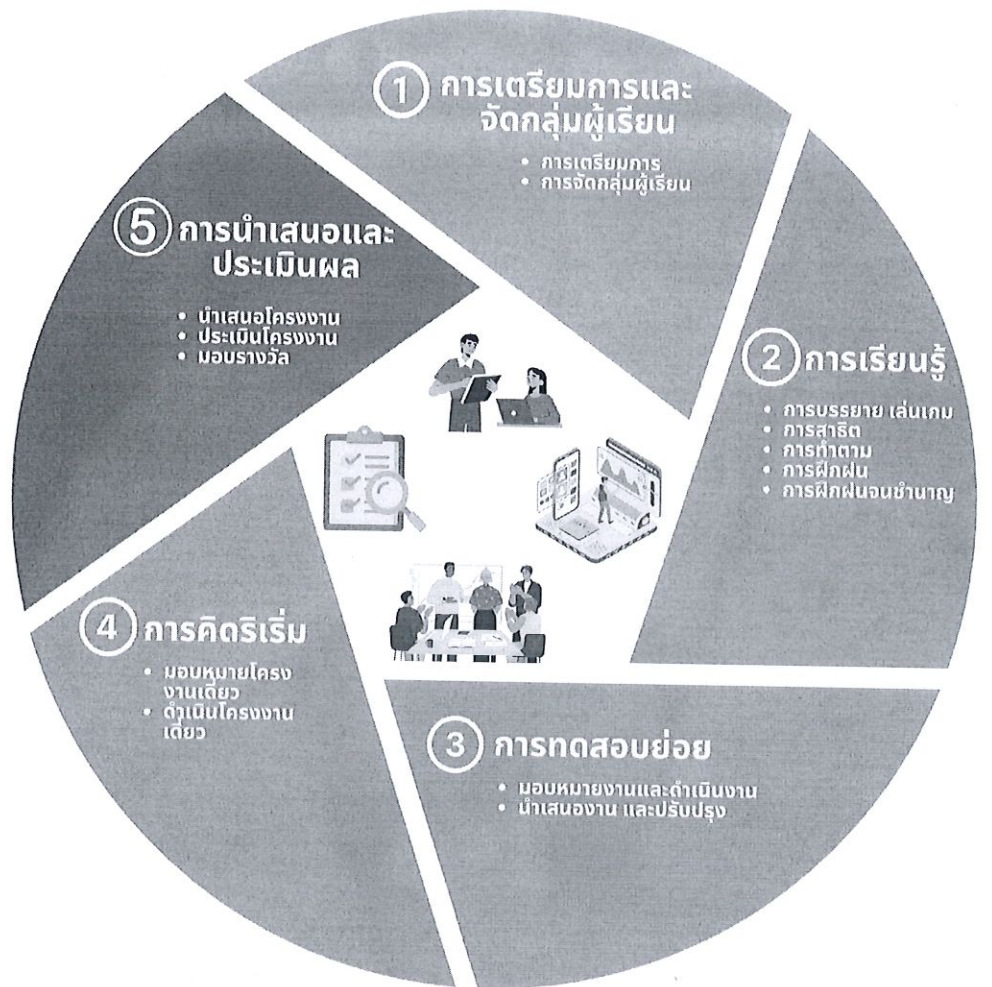 1 การเตรียมการและ
จัดกลุ่มผู้เรียน
• การเตรียมการ
• การจัดกลุ่มผู้เรียน
2 การเรียนรู้
• การบรรยาย เล่นเกม
• การสาธิต
• การทำตาม
• การฝึกฝน
• การฝึกฝนจนชำนาญ
3 การทดสอบย่อย
• มอบหมายงานและดำเนินงาน
• นำเสนองาน และปรับปรุง
4 การคิดริเริ่ม
• มอบหมายโครง
งานเดี่ยว
• ดำเนินโครงงาน
เดี่ยว
5 การนำเสนอและ
ประเมินผล
• นำเสนอโครงงาน
• ประเมินโครงงาน
• มอบรางวัล